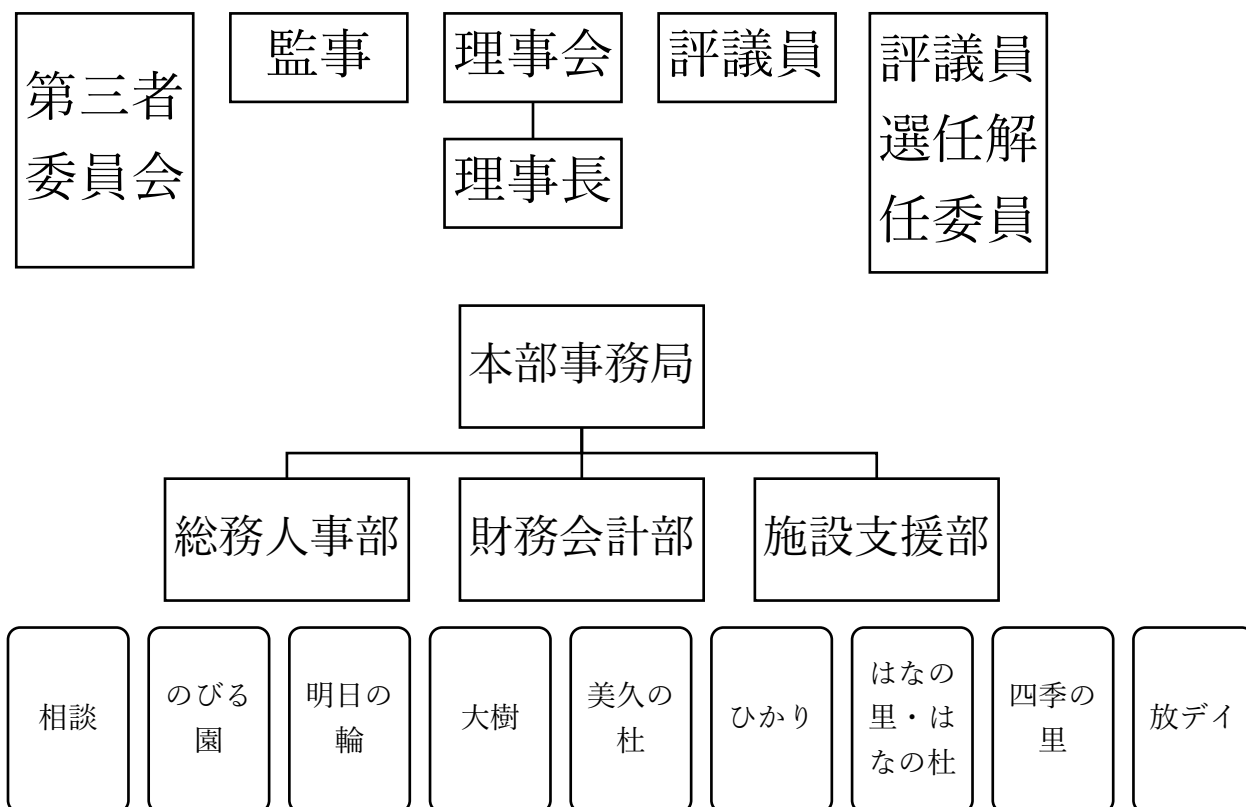 第三者
委員会
監事
理事会
理事長
評議員
評議員
選任解
任委員
本部事務局
総務人事部
財務会計部
施設支援部
相談
のびる
園
明日の
輪
大樹
美久の
杜
ひかり
はなの
里・は
なの杜
四季の
里
放デイ